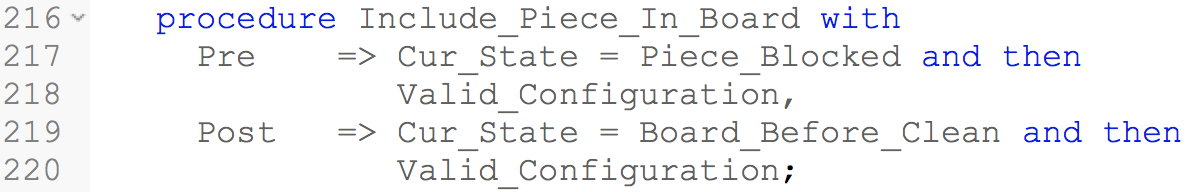 216 procedure Include_Piece_In_Board with
217 Pre => Cur_State = Piece_Blocked and then
218 Valid_Configuration,
219 Post => Cur_State = Board_Before_Clean and then
220 Valid_Configuration;